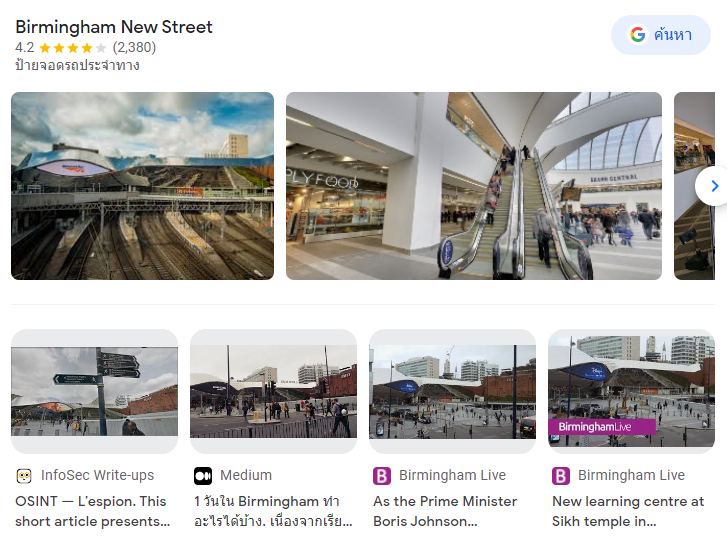 Birmingham New Street
4.2 ★★★★★ (2,380)
ป้ายจอดรถประจำทาง
ค้นหา
GRAND CENTRAL
PLY FOOD
GRAND CENTRAL
BirminghamLive
InfoSec Write-ups
OSINT — L'espion. This
short article presents...
Medium
1 วันใน Birmingham ทำ
อะไรได้บ้าง. เนื่องจากเรีย...
Birmingham Live
As the Prime Minister
Boris Johnson...
Birmingham Live
New learning centre at
Sikh temple in...